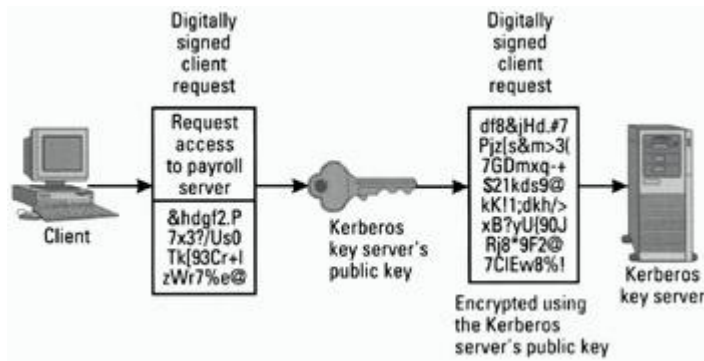 Digitally
signed
client
request
Digitally
signed
client
request
Request
access
to payroll
server
&hdgf2.P
7x3?/Us0
Tk[93Cr+l
zWr7%e@
df8&jHd.#7
Pjz[s&m>3(
7GDmxq-+
S21kds9@
kK!1;dkh/>
xB?yU{90J
Rj8*9F2@
7ClEw8%!
Client
Kerberos
key server's
public key
Kerberos
key server
Encrypted using
the Kerberos
server's public key